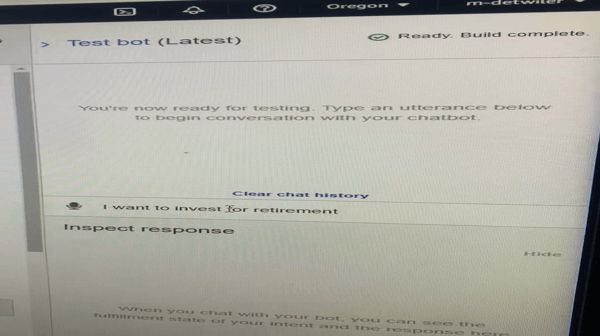 Oregon
m-detwiler
> Test bot (Latest)
Ready. Build complete.
You're now ready for testing. Type an utterance below
to begin conversation with your chatbot.
Clear chat history
I want to invest for retirement
Inspect response
Hide
When you chat with your bot, you can see the
fulfillment state of your intent and the response here